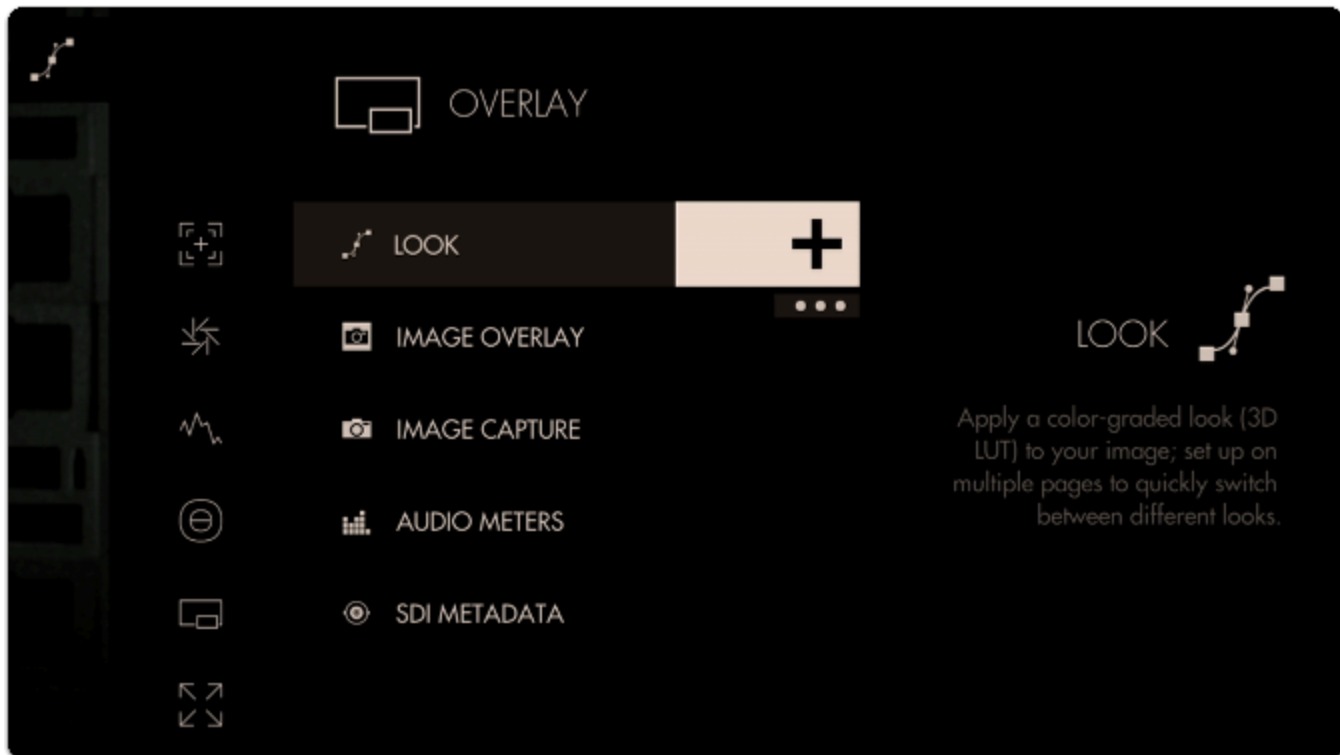 OVERLAY
LOOK
IMAGE OVERLAY
IMAGE CAPTURE
AUDIO METERS
SDI METADATA
LOOK
Apply a color-graded look (3D
LUT) to your image; set up on
multiple pages to quickly switch
between different looks.